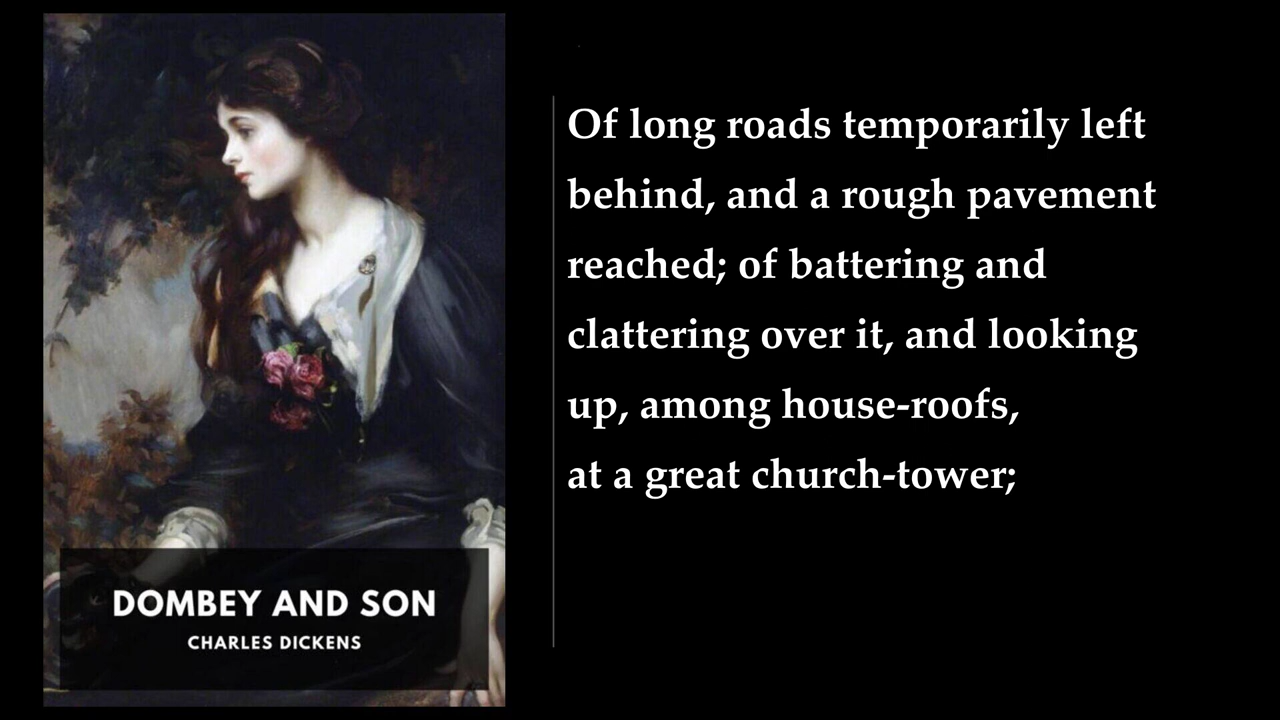 DOMBEY AND SON
CHARLES DICKENS
Of long roads temporarily left
behind, and a rough pavement
reached; of battering and
clattering over it, and looking
up, among house-roofs,
at a great church-tower;